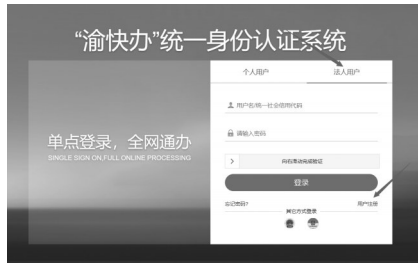 “渝快办”统一身份认证系统
个人用户 法人用户
用户名/统一社会信用代码
单点登录，全网通办
SINGLE SIGN ON,FULL ONLINE PROCESSING
请输入密码
向右滑动完成验证
登录
忘记密码? 用户注册
其它方式登录